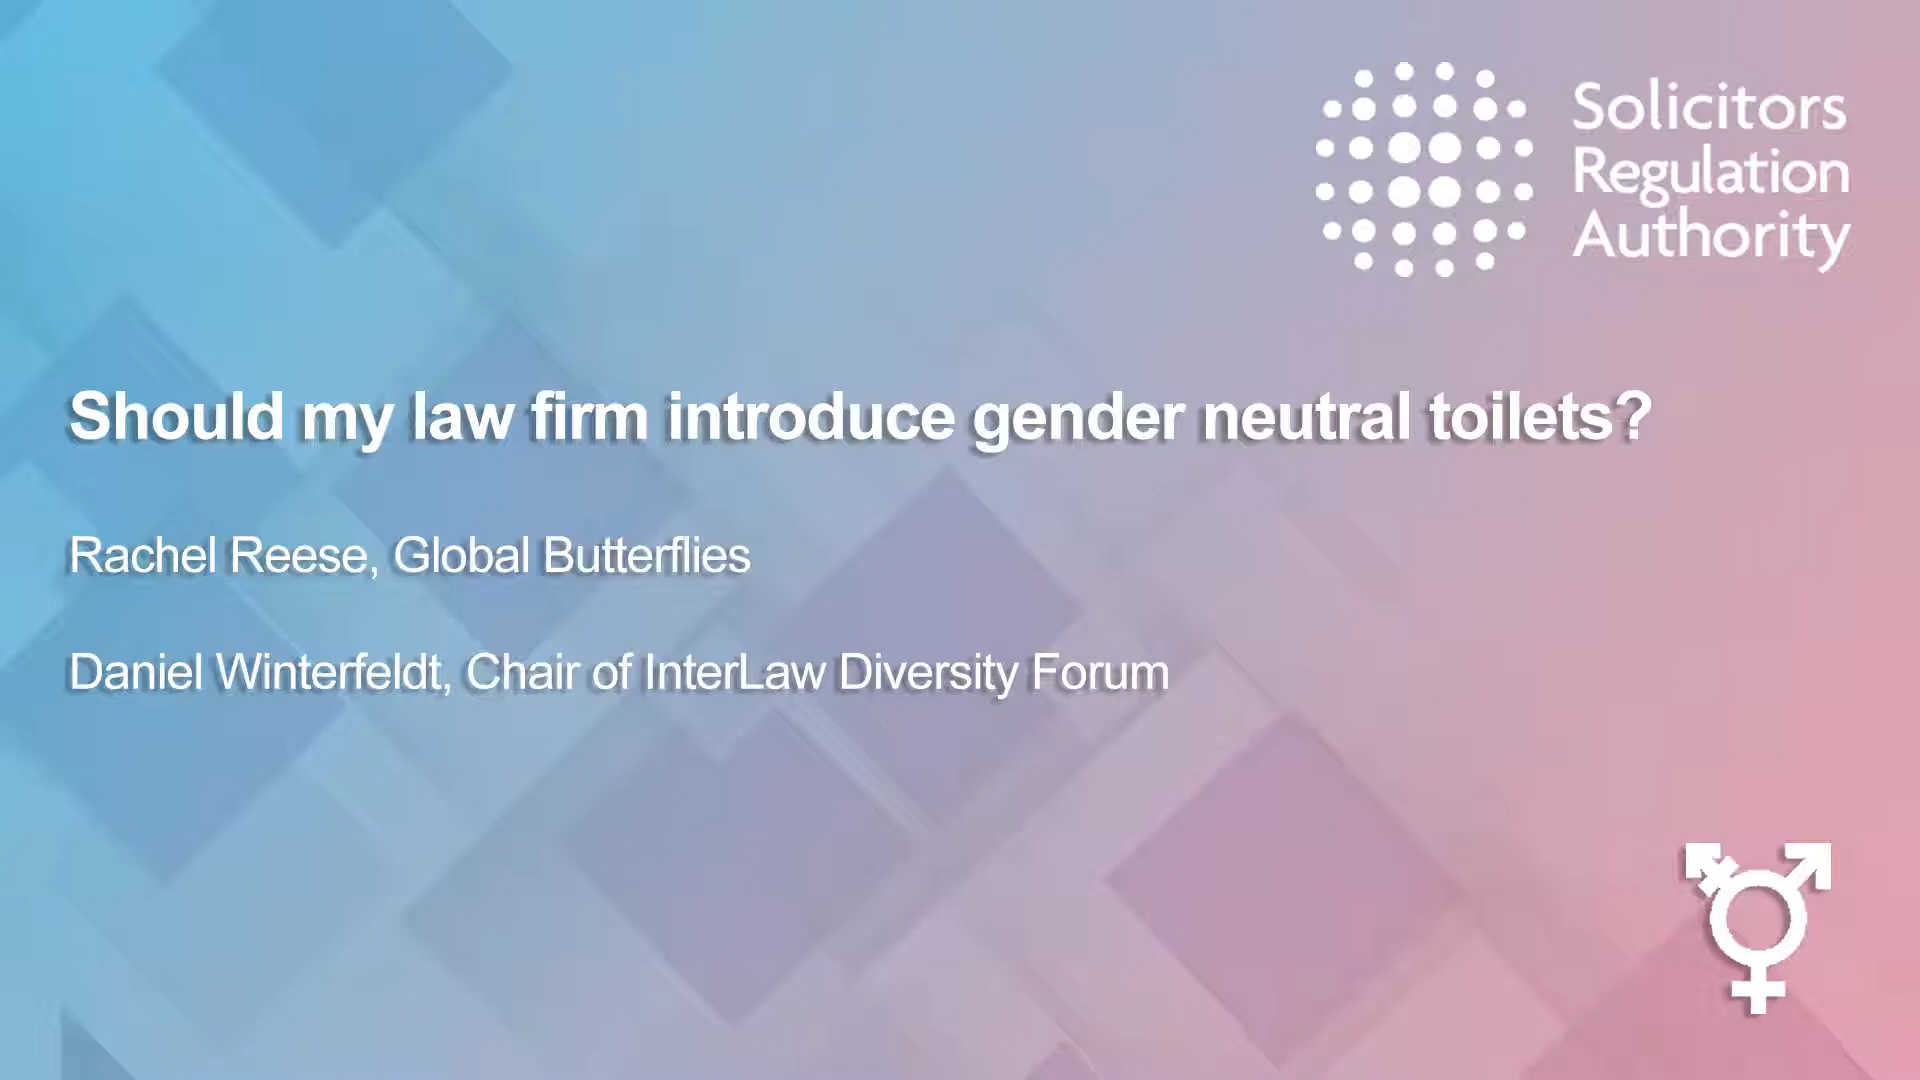 Solicitors
Regulation
Authority
Should my law firm introduce gender neutral toilets?
Rachel Reese, Global Butterflies
Daniel Winterfeldt, Chair of InterLaw Diversity Forum